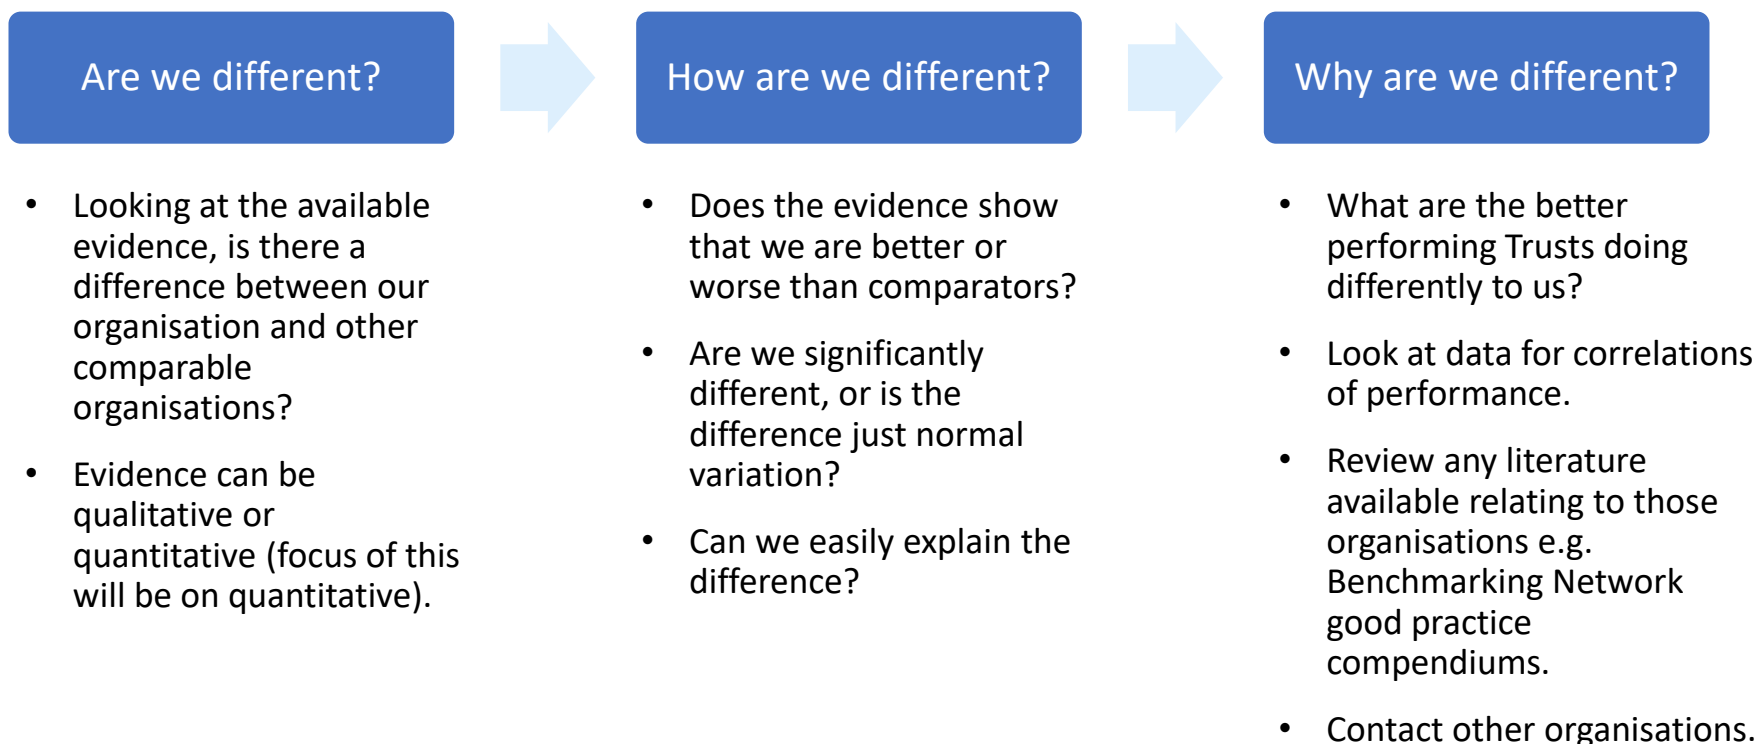 Are we different?
• Looking at the available
evidence, is there a
difference between our
organisation and other
comparable
organisations?
• Evidence can be
qualitative or
quantitative (focus of this
will be on quantitative).
How are we different?
• Does the evidence show
that we are better or
worse than comparators?
• Are we significantly
different, or is the
difference just normal
variation?
• Can we easily explain the
difference?
Why are we different?
• What are the better
performing Trusts doing
differently to us?
• Look at data for correlations
of performance.
• Review any literature
available relating to those
organisations e.g.
Benchmarking Network
good practice
compendiums.
• Contact other organisations.